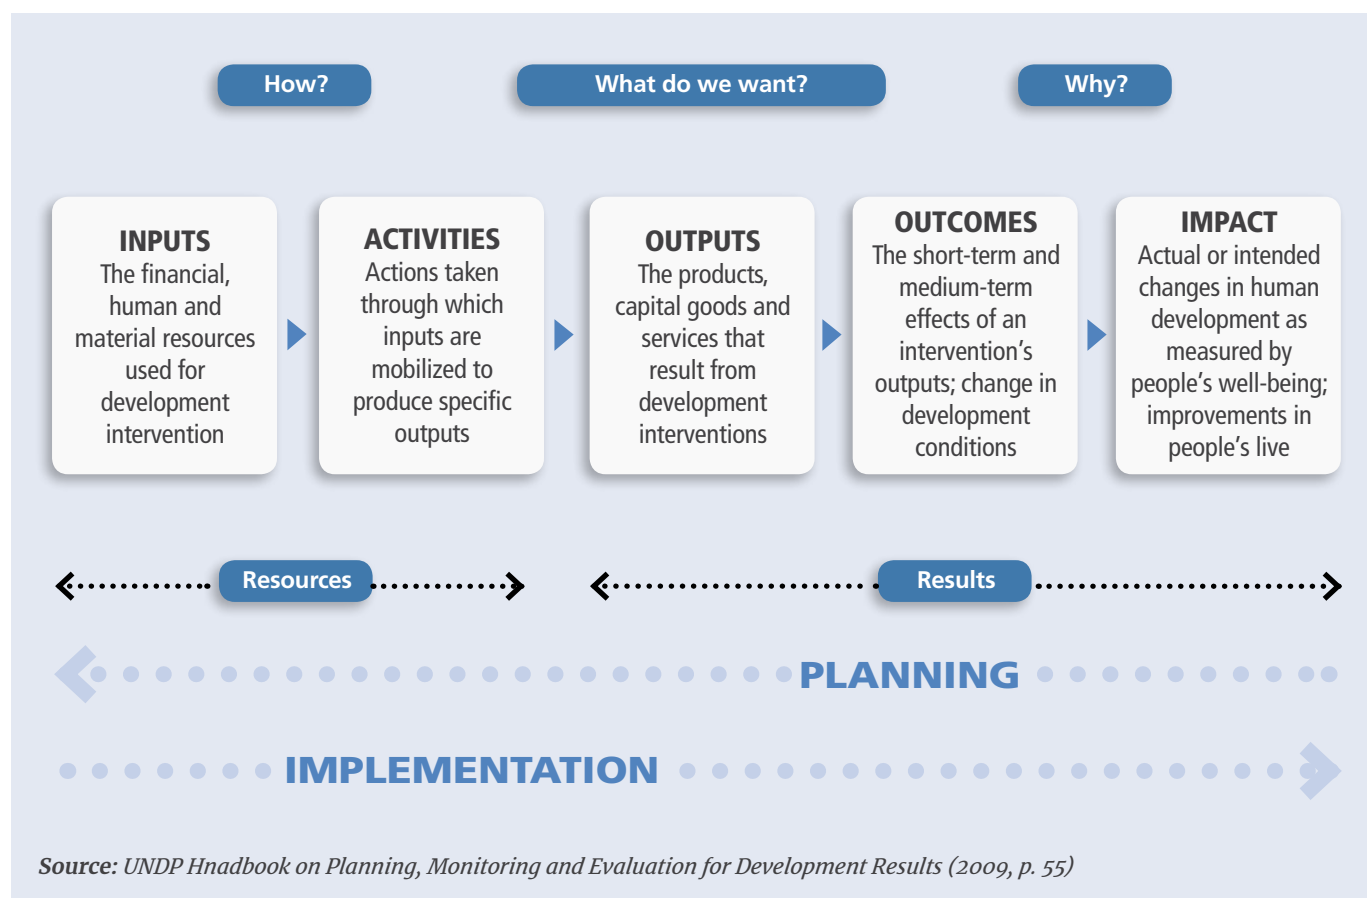 How?
What do we want?
Why?
INPUTS
The financial,
human and
material resources
used for
development
intervention
ACTIVITIES
Actions taken
through which
inputs are
mobilized to
produce specific
outputs
OUTPUTS
The products,
capital goods and
services that
result from
development
interventions
OUTCOMES
The short-term and
medium-term
effects of an
intervention’s
outputs; change in
development
conditions
IMPACT
Actual or intended
changes in human
development as
measured by
people’s well-being;
improvements in
people’s live
Resources
Results
PLANNING
IMPLEMENTATION
Source: UNDP Hnadbook on Planning, Monitoring and Evaluation for Development Results (2009, p. 55)